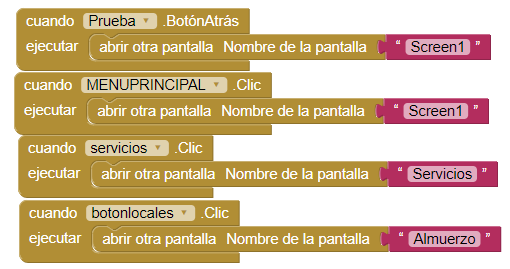 cuando Prueba .BotónAtrás
ejecutar abrir otra pantalla Nombre de la pantalla " Screen1 "
cuando MENUPRINCIPAL .Clic
ejecutar abrir otra pantalla Nombre de la pantalla " Screen1 "
cuando servicios .Clic
ejecutar abrir otra pantalla Nombre de la pantalla " Servicios "
cuando botonlocales .Clic
ejecutar abrir otra pantalla Nombre de la pantalla " Almuerzo "